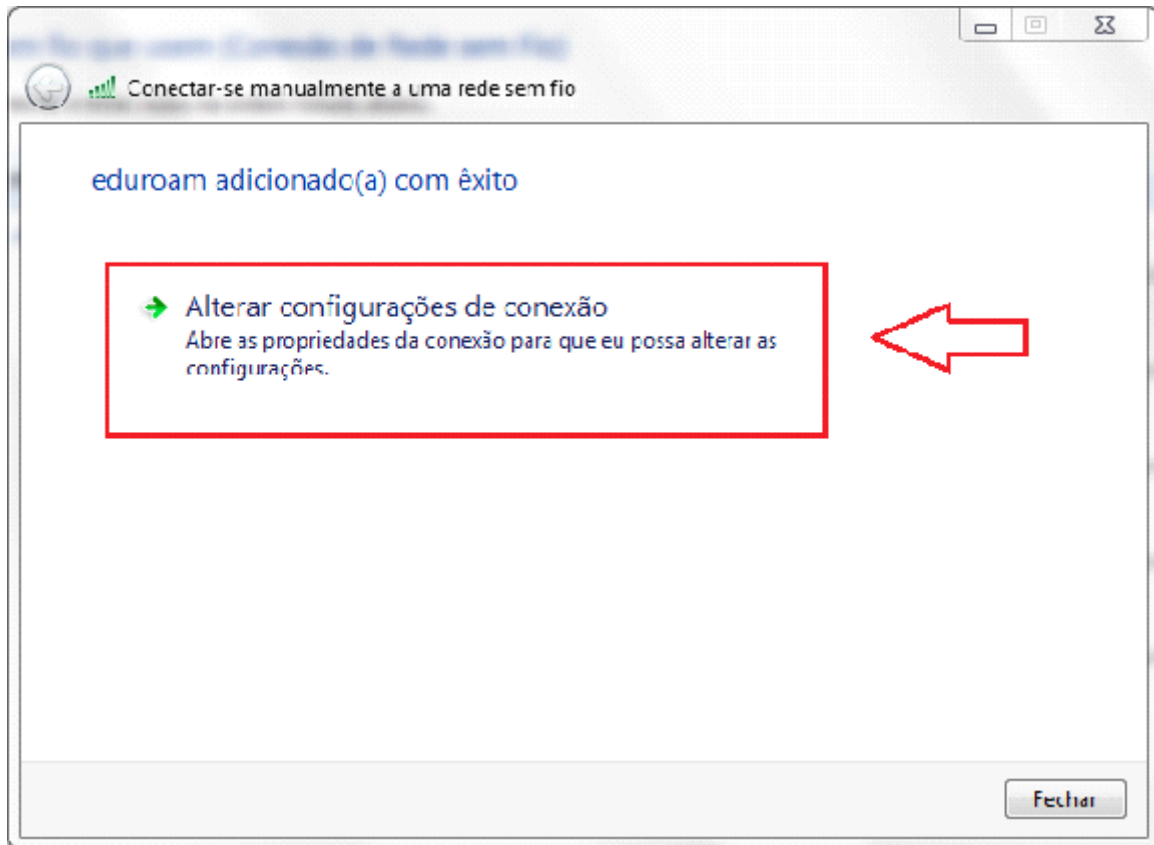 Conectar-se manualmente a uma rede sem fio
eduroam adicionado(a) com êxito
Alterar configurações de conexão
Abre as propriedades da conexão para que eu possa alterar as
configurações.
Fechar